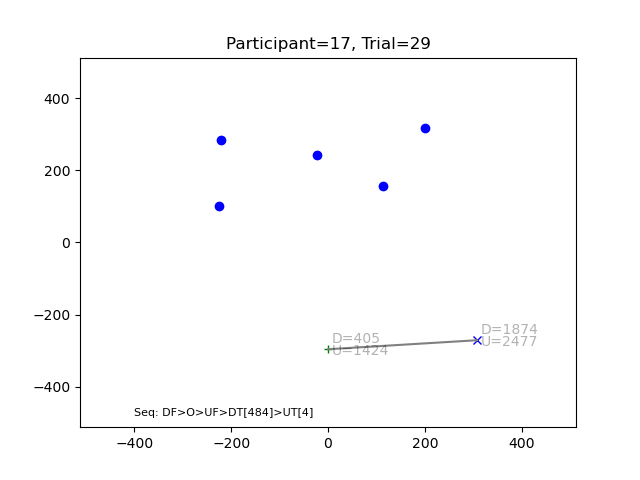 Participant=17, Trial=29
400
200
0
−200
−400
D=405
U=1424
D=1874
U=2477
Seq: DF>O>UF>DT[484]>UT[4]
−400
−200
0
200
400